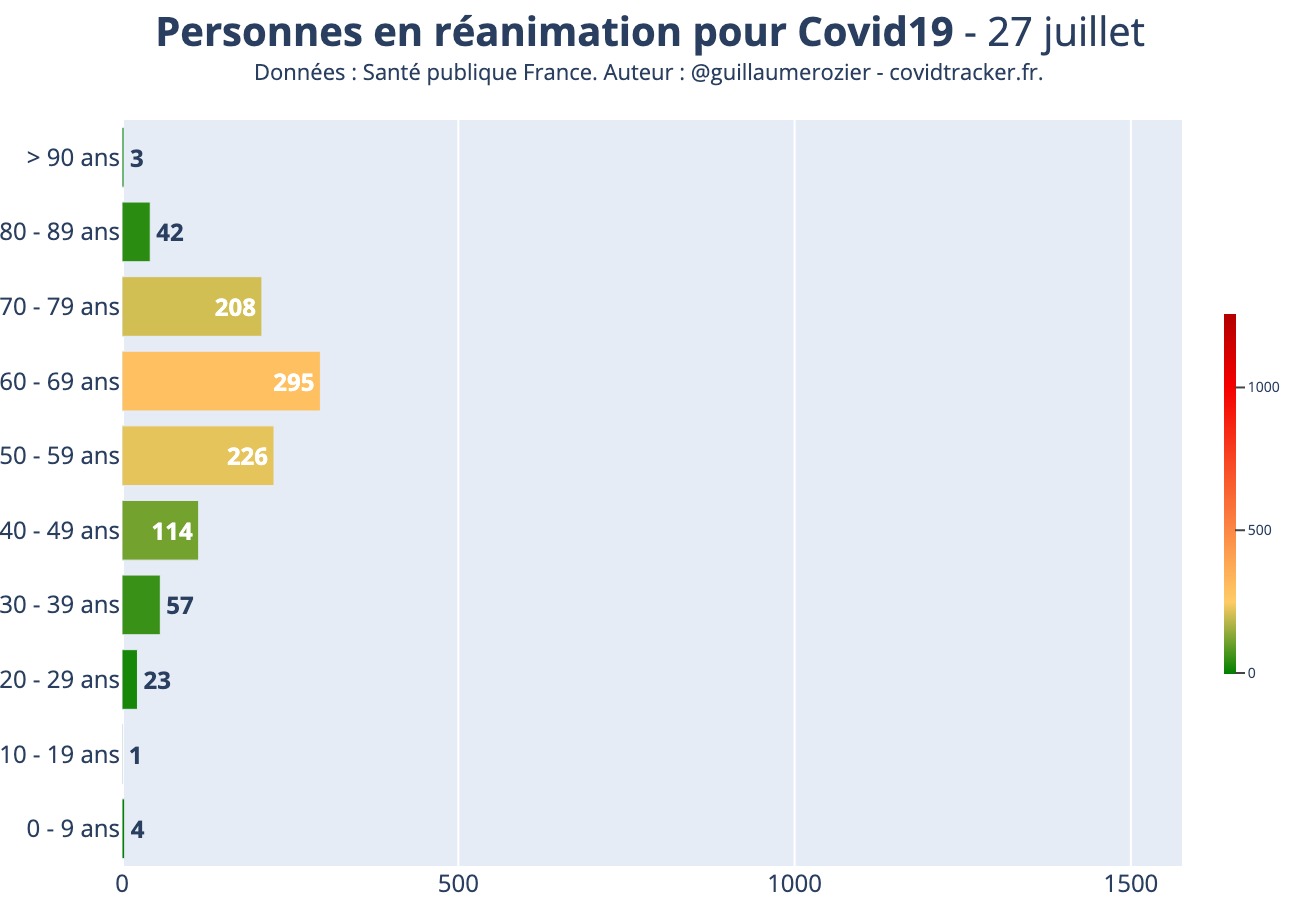 Personnes en réanimation pour Covid19 - 27 juillet
Données : Santé publique France. Auteur : @guillaumerozier - covidtracker.fr.
> 90 ans 3
80 - 89 ans 42
70 - 79 ans 208
60 - 69 ans 295
50 - 59 ans 226
40 - 49 ans 114
30 - 39 ans 57
20 - 29 ans 23
10 - 19 ans 1
0 - 9 ans 4
0 500 1000 1500
1000
500
0